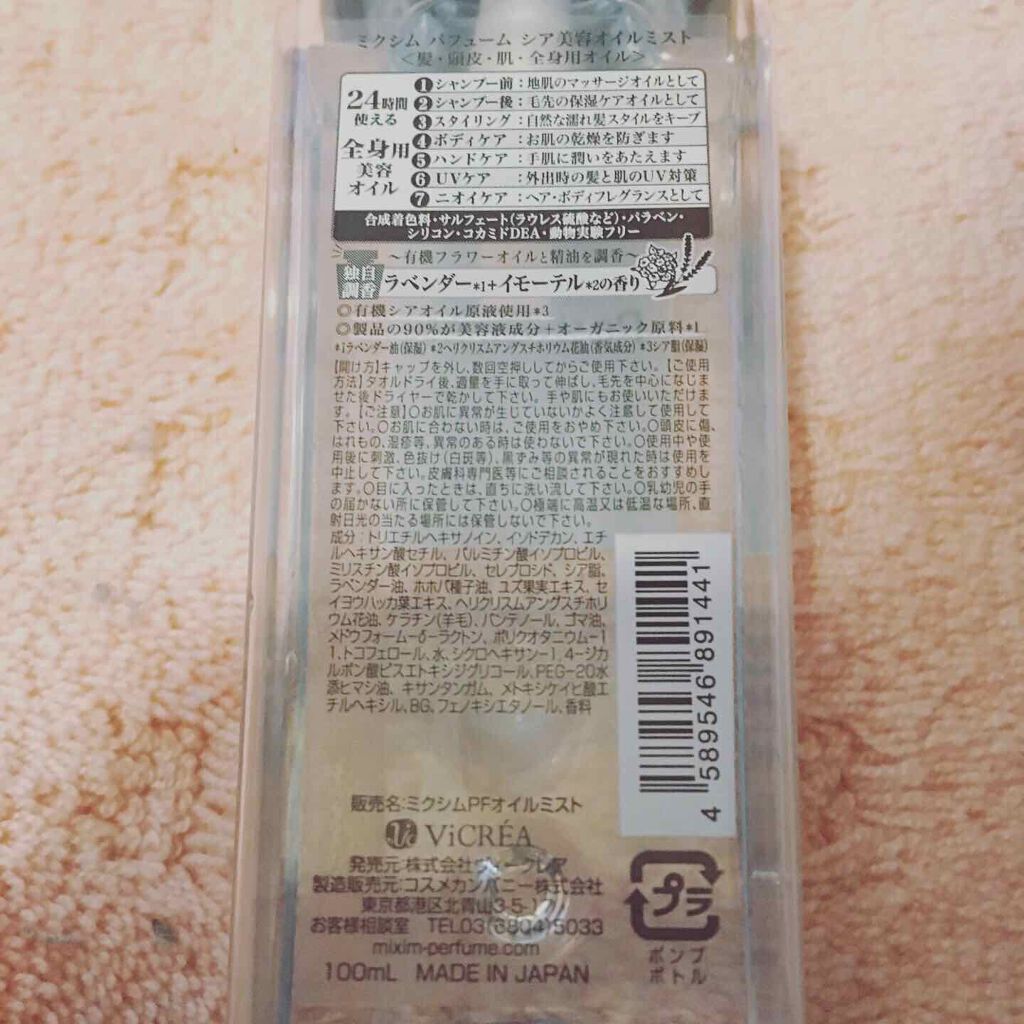 ミクシム パフューム シア美容オイルミスト
＜髪・頭皮・肌・全身用オイル＞
24時間使える
全身用
美容オイル
①シャンプー前：地肌のマッサージオイルとして
②シャンプー後：毛先の保湿ケアオイルとして
③スタイリング：自然な濡れ髪スタイルをキープ
④ボディケア：お肌の乾燥を防ぎます
⑤ハンドケア：手肌に潤いをあたえます
⑥UVケア：外出時の髪と肌のUV対策
⑦ニオイケア：ヘア・ボディフレグランスとして
合成着色料・サルフェート(ラウレス硫酸など)・パラベン・
シリコン・コカミドDEA・動物実験フリー
～有機フラワーオイルと精油を調香～
独自調香
ラベンダー*1+イモーテル*2の香り
◎有機シアオイル原液使用*3
◎製品の90%が美容液成分+オーガニック原料*1
*1ラベンダー油(保湿) *2ヘリクリスムアングスチホリウム花油(香気成分) *3シア脂(保湿)
【開け方】キャップを外し、数回空押ししてからご使用下さい。【ご使用
方法】タオルドライ後、適量を手に取って伸ばし、毛先を中心になじま
せた後ドライヤーで乾かして下さい。手や肌にもお使いいただけま
す。【ご注意】〇お肌に異常が生じていないかよく注意して使用して
下さい。〇お肌に合わない時は、ご使用をおやめ下さい。〇頭皮に傷、
はれもの、湿疹等、異常のある時は使わないで下さい。〇使用中や使
用後に刺激、色抜け(白斑等)、黒ずみ等の異常が現れた時は使用を
中止して下さい。皮膚科専門医等にご相談されることをおすすめし
ます。〇目に入ったときは、直ちに洗い流して下さい。〇乳幼児の手
の届かない所に保管して下さい。〇極端に高温又は低温な場所、直
射日光の当たる場所には保管しないで下さい。
成分：トリエチルヘキサノイン、イソドデカン、エチ
ルヘキサン酸セチル、パルミチン酸イソプロピル、
ミリスチン酸イソプロピル、セレブロシド、シア脂、
ラベンダー油、ホホバ種子油、ユズ果実エキス、セ
イヨウハッカ葉エキス、ヘリクリスムアングスチホリ
ウム花油、ケラチン(羊毛)、パンテノール、ゴマ油、
メドウフォーム-δ-ラクトン、ポリクオタニウム-1
1、トコフェロール、水、シクロヘキサン-1,4-ジカ
ルボン酸ビスエトキシジグリコール、PEG-20水
添ヒマシ油、キサンタンガム、メトキシケイヒ酸エ
チルヘキシル、BG、フェノキシエタノール、香料
4 589546 891441
販売名:ミクシムPFオイルミスト
ViCRÉA
発売元:株式会社ヴィークレア
製造販売元:コスメカンパニー株式会社
東京都港区北青山3-5-1
お客様相談室 TEL03(6804)5033
mixim-perfume.com
100mL MADE IN JAPAN
プラ
ポンプ
ボトル